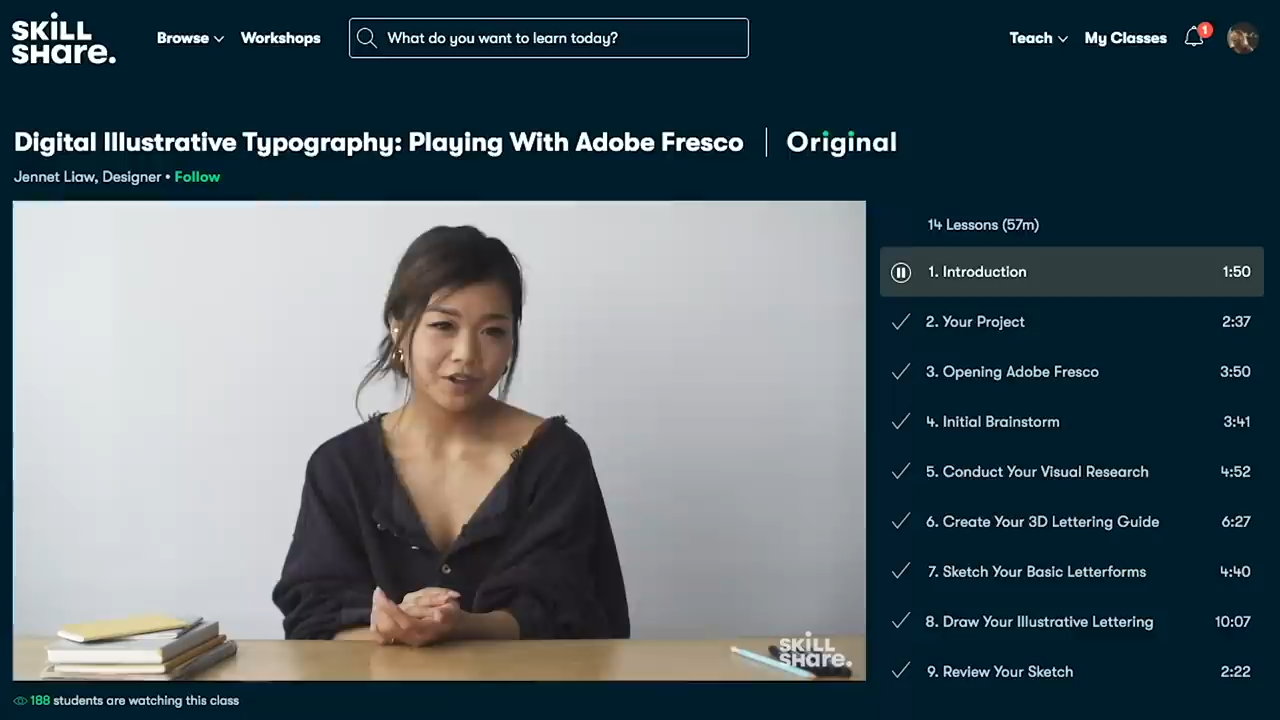 SKILL
SHare.
Browse
Workshops
What do you want to learn today?
Teach
My Classes
1
Digital Illustrative Typography: Playing With Adobe Fresco | Original
Jennet Liaw, Designer • Follow
14 Lessons (57m)
1. Introduction 1:50
2. Your Project 2:37
3. Opening Adobe Fresco 3:50
4. Initial Brainstorm 3:41
5. Conduct Your Visual Research 4:52
6. Create Your 3D Lettering Guide 6:27
7. Sketch Your Basic Letterforms 4:40
8. Draw Your Illustrative Lettering 10:07
9. Review Your Sketch 2:22
SKILL
SHare.
188 students are watching this class